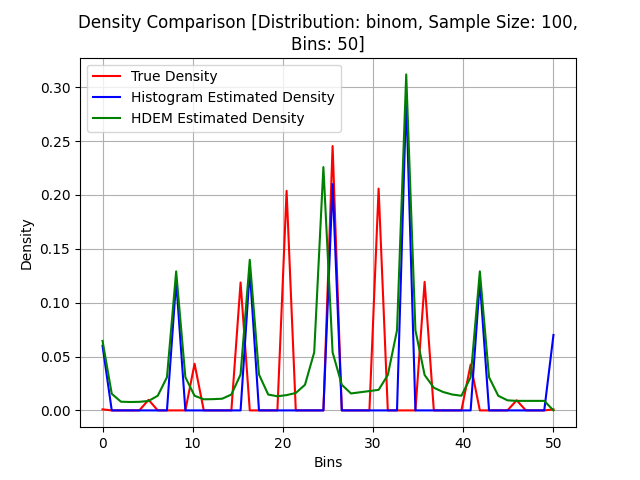 Density Comparison [Distribution: binom, Sample Size: 100,
Bins: 50]
True Density
Histogram Estimated Density
HDEM Estimated Density
0.30
0.25
0.20
0.15
0.10
0.05
0.00
Density
0 10 20 30 40 50
Bins